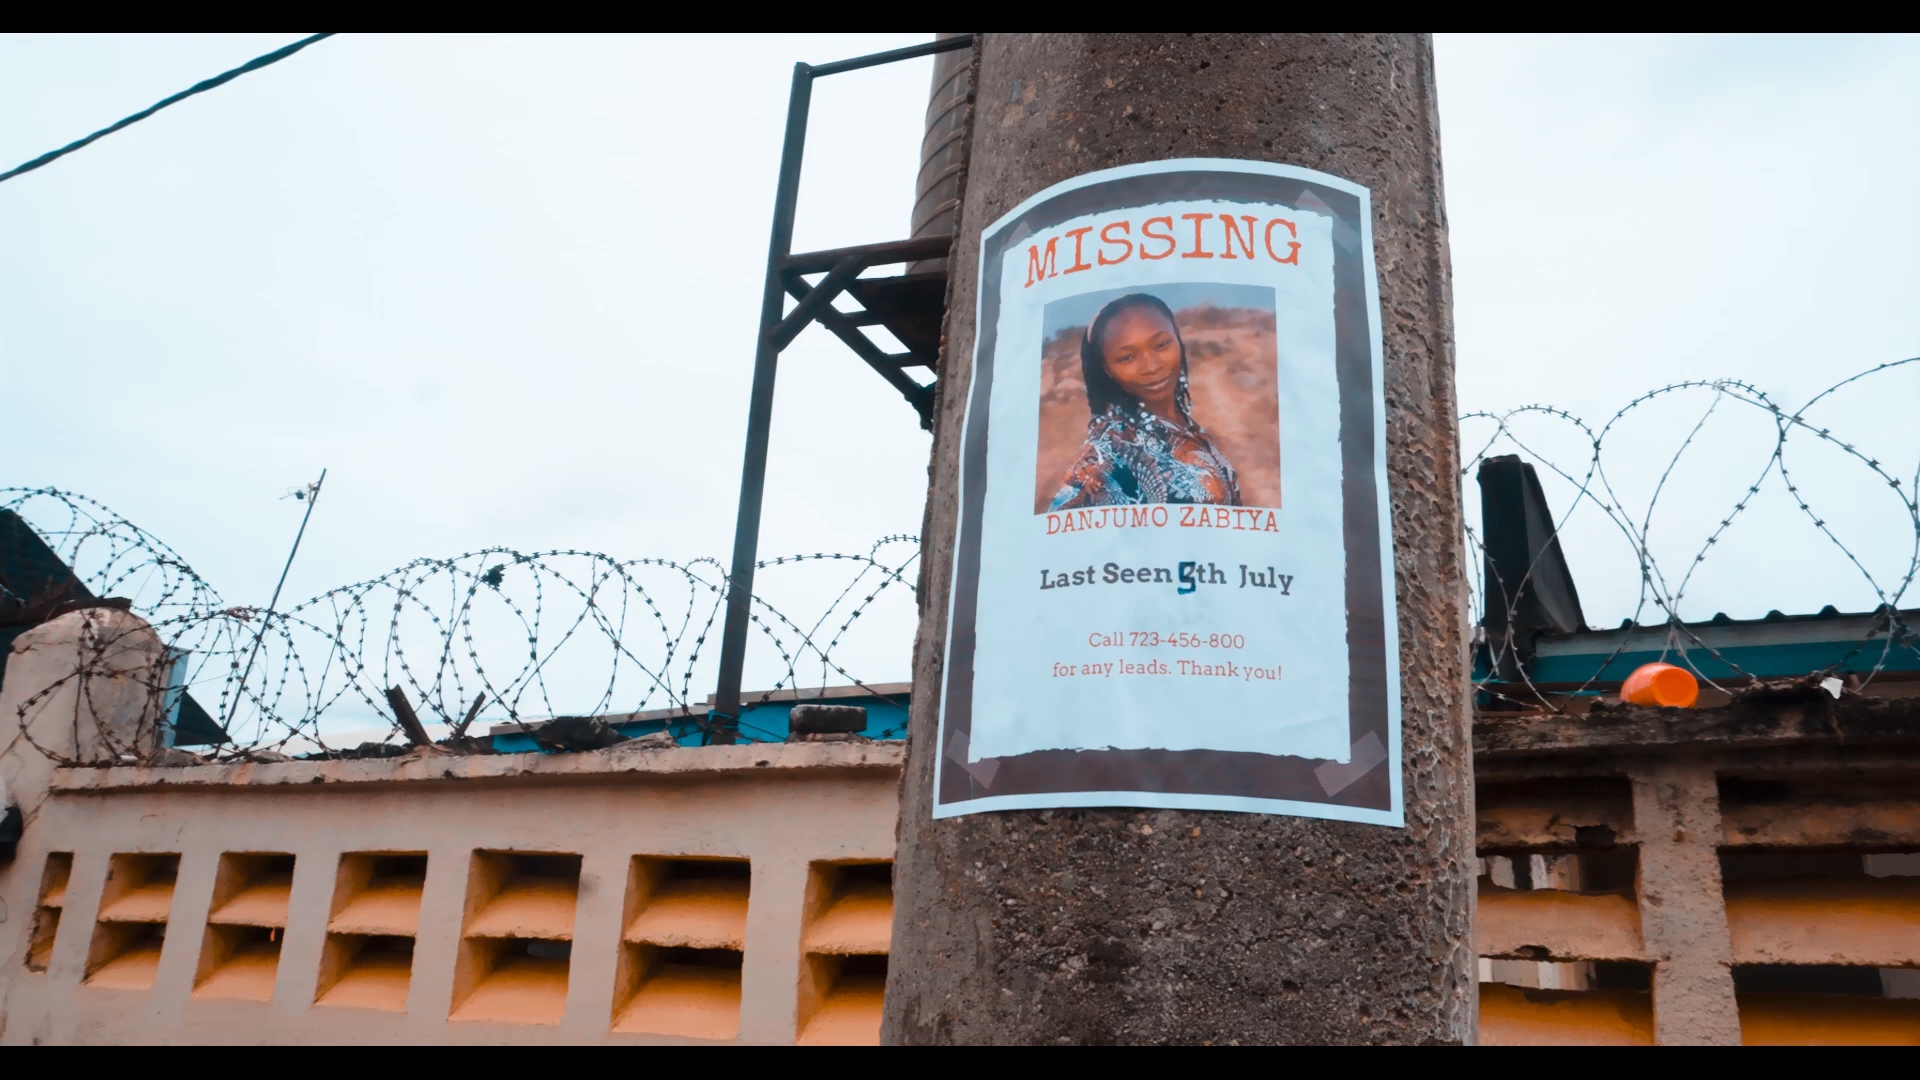 MISSING
DANJUMO ZABIYA
Last Seen 5th July
Call 723-456-800
for any leads. Thank you!